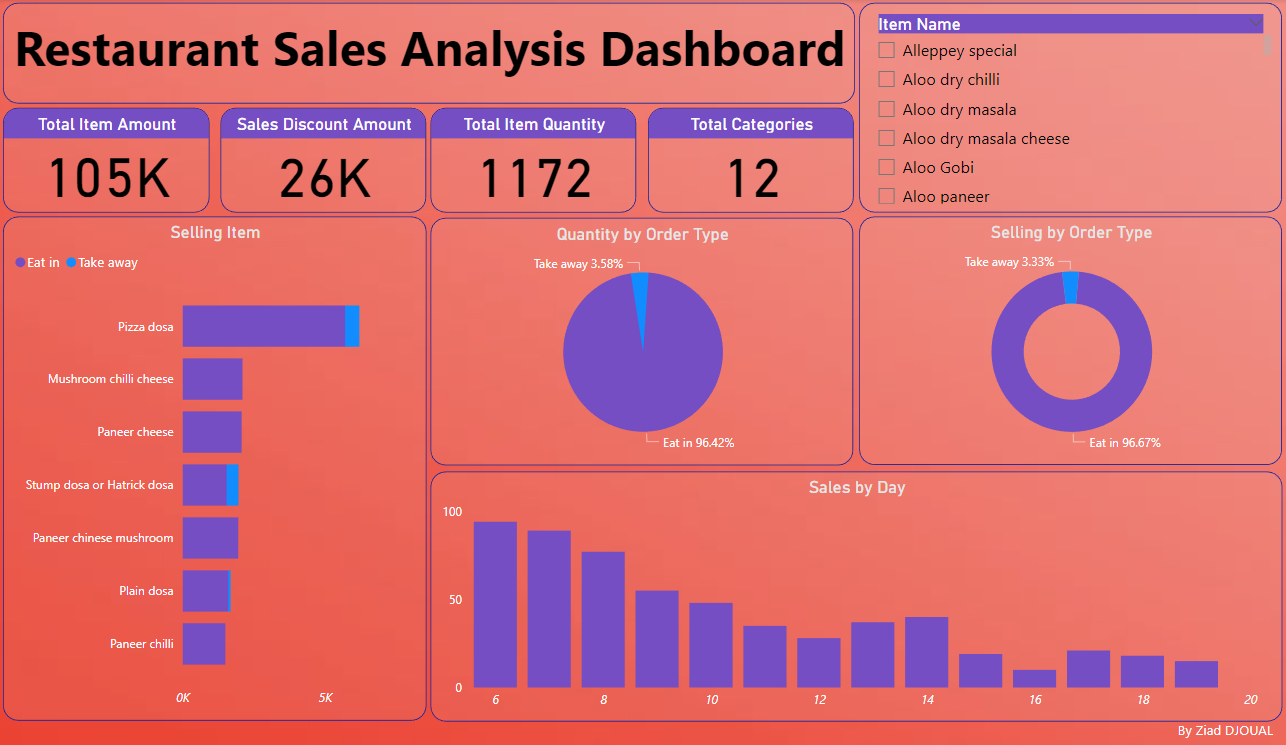 Restaurant Sales Analysis Dashboard
Item Name
Alleppey special
Aloo dry chilli
Aloo dry masala
Aloo dry masala cheese
Aloo Gobi
Aloo paneer
Total Item Amount
105K
Sales Discount Amount
26K
Total Item Quantity
1172
Total Categories
12
Selling Item
Eat in Take away
Pizza dosa
Mushroom chilli cheese
Paneer cheese
Stump dosa or Hatrick dosa
Paneer chinese mushroom
Plain dosa
Paneer chilli
0K 5K
Quantity by Order Type
Take away 3.58%
Eat in 96.42%
Selling by Order Type
Take away 3.33%
Eat in 96.67%
Sales by Day
100
50
0
6 8 10 12 14 16 18 20
By Ziad DJOUAL